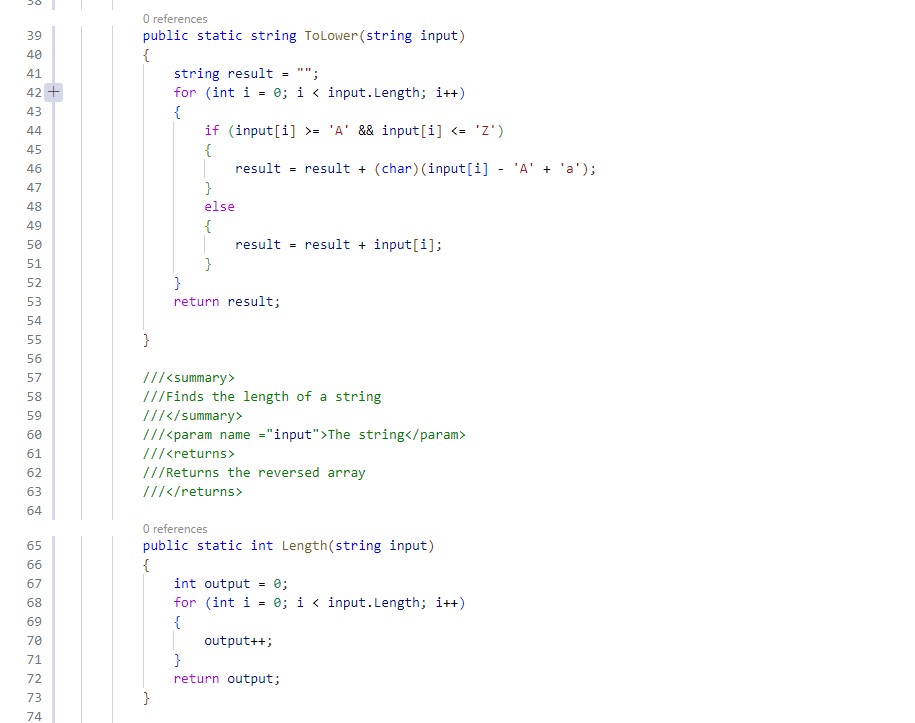 38
0 references
39 public static string ToLower(string input)
40 {
41 string result = "";
42 + for (int i = 0; i < input.Length; i++)
43 {
44 if (input[i] >= 'A' && input[i] <= 'Z')
45 {
46 result = result + (char)(input[i] - 'A' + 'a');
47 }
48 else
49 {
50 result = result + input[i];
51 }
52 }
53 return result;
54
55 }
56
57 ///<summary>
58 ///Finds the length of a string
59 ///</summary>
60 ///<param name ="input">The string</param>
61 ///<returns>
62 ///Returns the reversed array
63 ///</returns>
64
0 references
65 public static int Length(string input)
66 {
67 int output = 0;
68 for (int i = 0; i < input.Length; i++)
69 {
70 output++;
71 }
72 return output;
73 }
74